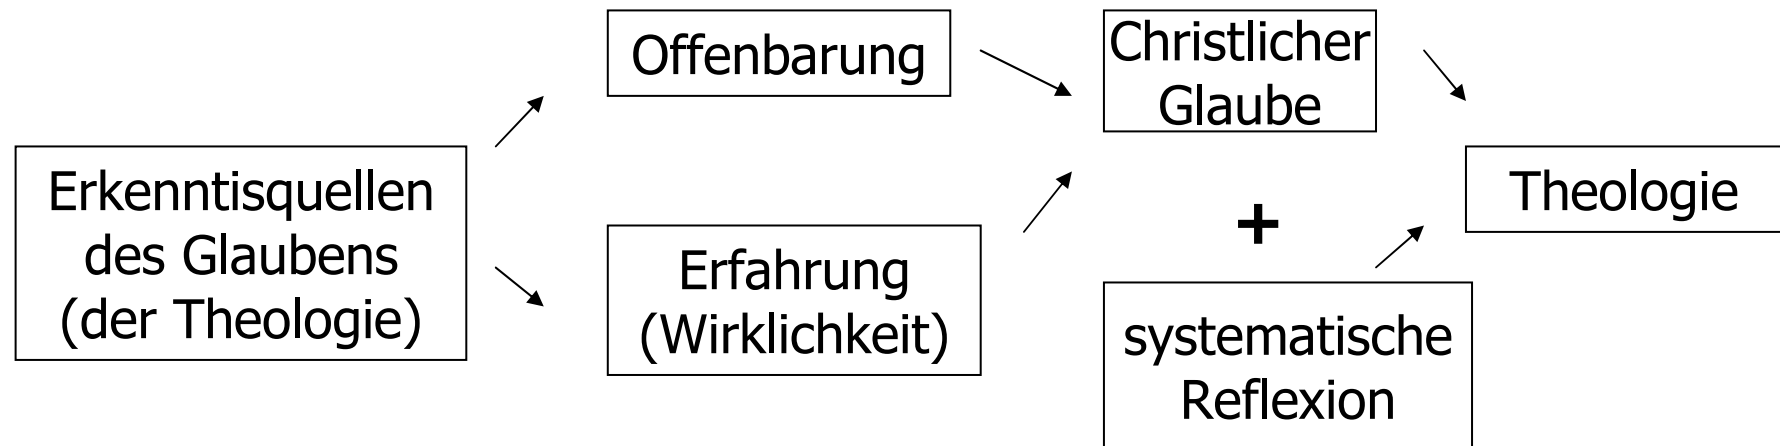 Erkenntisquellen
des Glaubens
(der Theologie)
Offenbarung
Erfahrung
(Wirklichkeit)
Christlicher
Glaube
+
systematische
Reflexion
Theologie